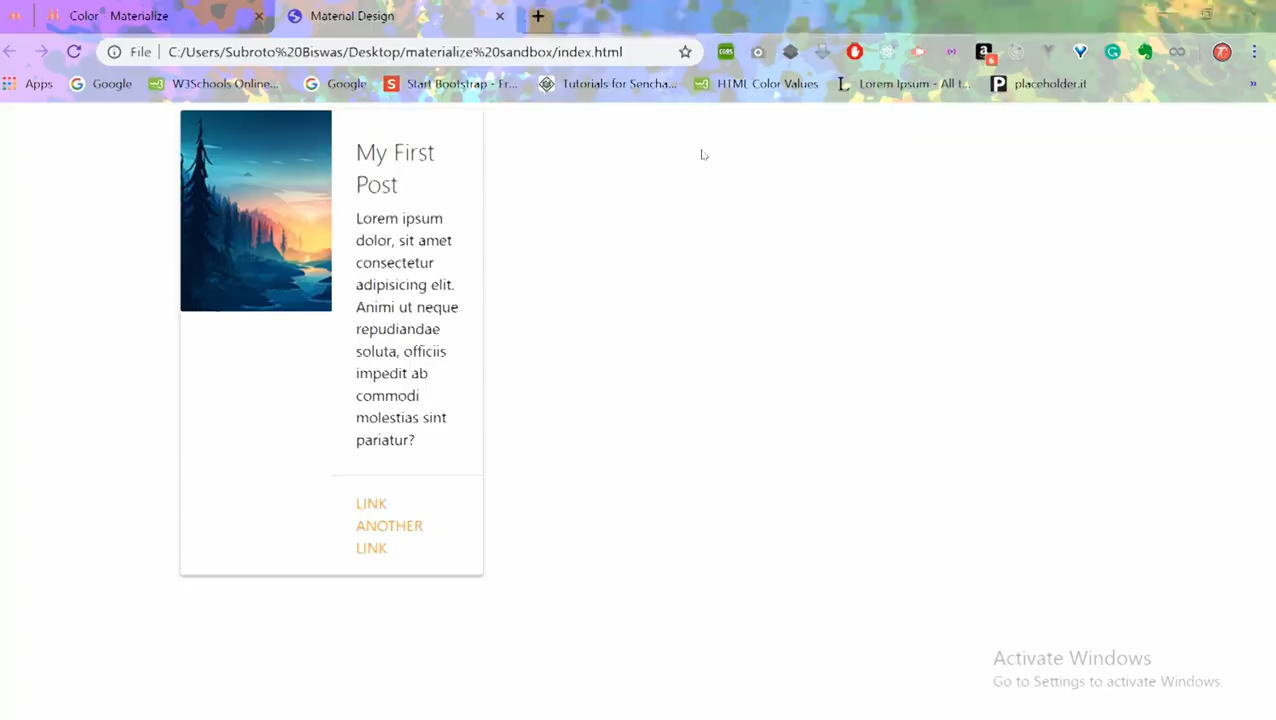 Color - Materialize
Material Design
File
C:/Users/Subroto%20Biswas/Desktop/materialize%20sandbox/index.html
Apps
Google
W3Schools Online...
Google
Start Bootstrap - Fr...
Tutorials for Sencha...
HTML Color Values
Lorem Ipsum - All t...
placeholder.it
»
My First
Post
Lorem ipsum
dolor, sit amet
consectetur
adipisicing elit.
Animi ut neque
repudiandae
soluta, officiis
impedit ab
commodi
molestias sint
pariatur?
LINK
ANOTHER
LINK
Activate Windows
Go to Settings to activate Windows.